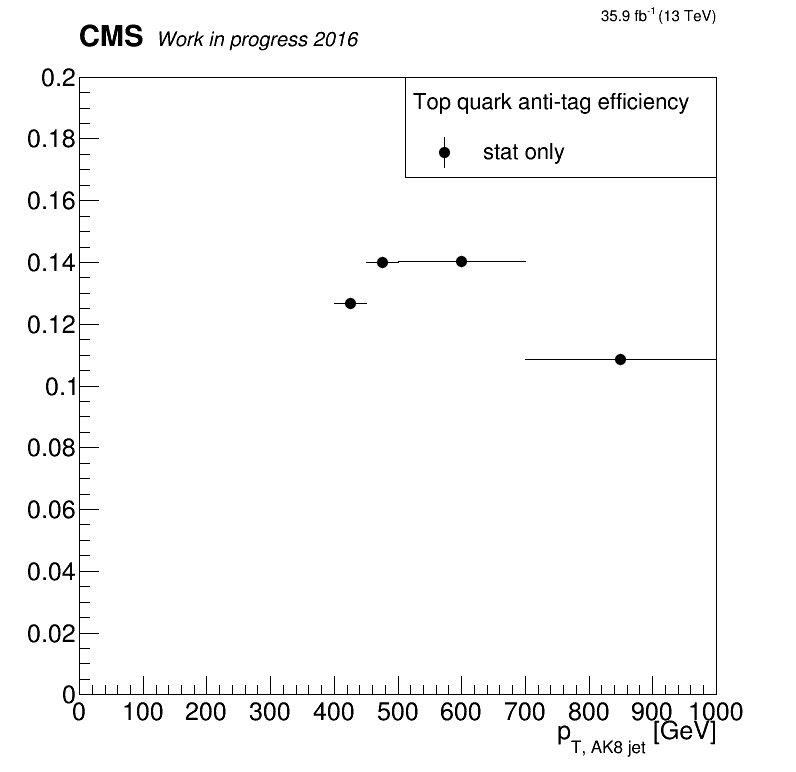 35.9 fb⁻¹ (13 TeV)
CMS Work in progress 2016
Top quark anti-tag efficiency
stat only
0.2
0.18
0.16
0.14
0.12
0.1
0.08
0.06
0.04
0.02
0
0 100 200 300 400 500 600 700 800 900 1000
p T, AK8 jet [GeV]